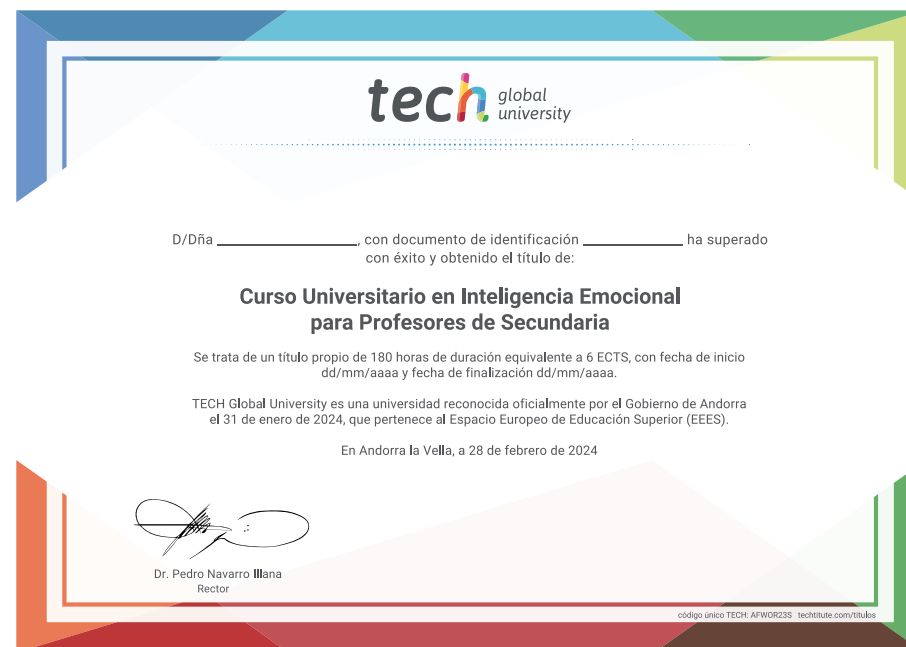 tech global university
D/Dña ____________________, con documento de identificación ______________ ha superado
con éxito y obtenido el título de:
Curso Universitario en Inteligencia Emocional
para Profesores de Secundaria
Se trata de un título propio de 180 horas de duración equivalente a 6 ECTS, con fecha de inicio
dd/mm/aaaa y fecha de finalización dd/mm/aaaa.
TECH Global University es una universidad reconocida oficialmente por el Gobierno de Andorra
el 31 de enero de 2024, que pertenece al Espacio Europeo de Educación Superior (EEES).
En Andorra la Vella, a 28 de febrero de 2024
Dr. Pedro Navarro Illana
Rector
código único TECH: AFWOR23S techtitute.com/titulos